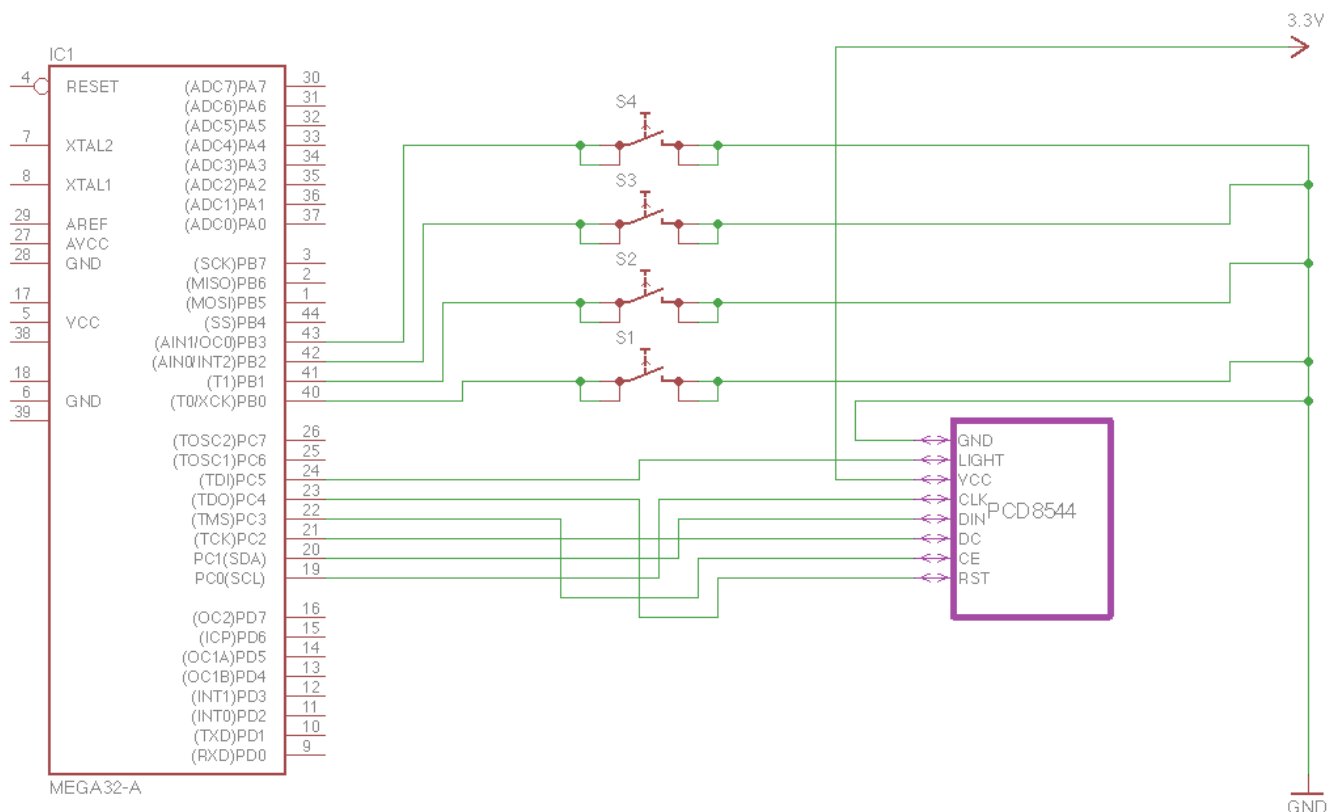 3.3V
IC1
4 RESET (ADC7)PA7 30
(ADC6)PA6 31
(ADC5)PA5 32
7 XTAL2 (ADC4)PA4 33
(ADC3)PA3 34
8 XTAL1 (ADC2)PA2 35
(ADC1)PA1 36
29 AREF (ADC0)PA0 37
27 AVCC
28 GND (SCK)PB7 3
(MISO)PB6 2
17 (MOSI)PB5 1
5 VCC (SS)PB4 44
38 (AIN1/OC0)PB3 43
(AIN0/INT2)PB2 42
18 (T1)PB1 41
6 GND (T0/XCK)PB0 40
39
(TOSC2)PC7 26
(TOSC1)PC6 25
(TDI)PC5 24
(TDO)PC4 23
(TMS)PC3 22
(TCK)PC2 21
PC1(SDA) 20
PC0(SCL) 19
(OC2)PD7 16
(ICP)PD6 15
(OC1A)PD5 14
(OC1B)PD4 13
(INT1)PD3 12
(INT0)PD2 11
(TXD)PD1 10
(RXD)PD0 9
MEGA32-A
S4
S3
S2
S1
GND
LIGHT
VCC
CLK
DIN
DC
CE
RST
PCD8544
GND